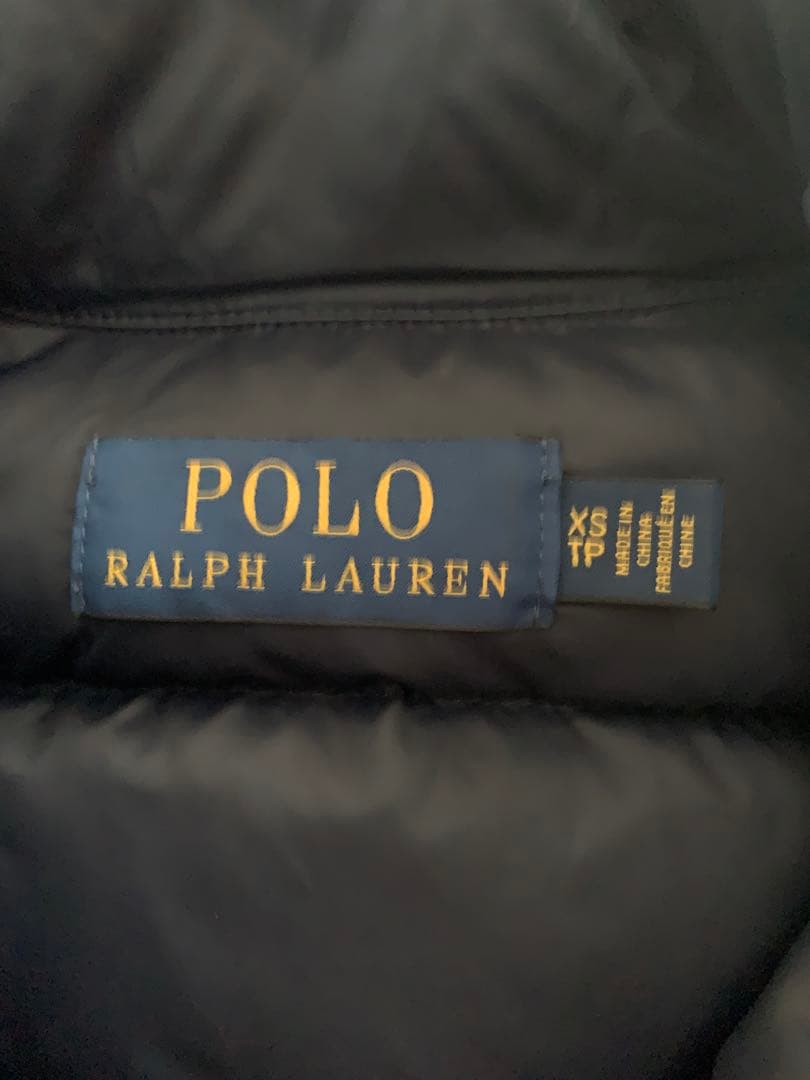 POLO
RALPH LAUREN
XS
TP
MADE IN
CHINA
FABRIQUÉ EN
CHINE